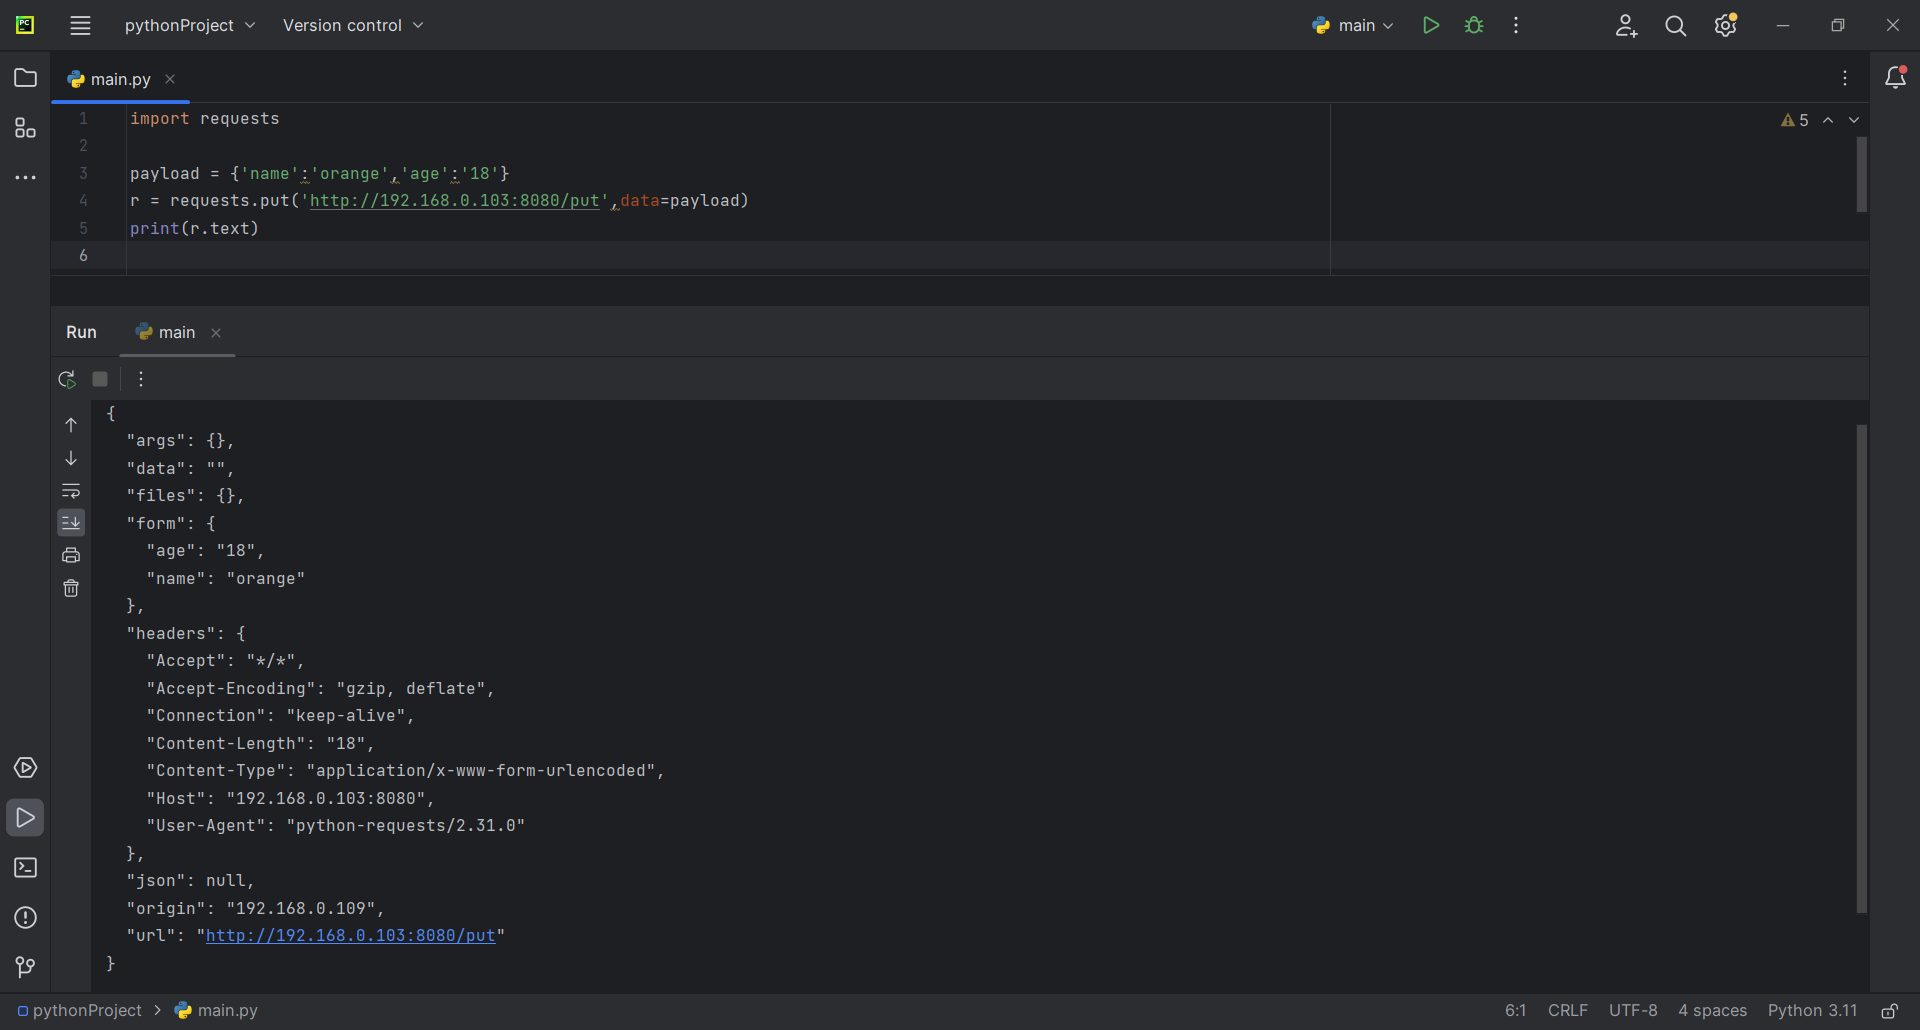 PC pythonProject Version control main
main.py
5
1 import requests
2
3 payload = {'name':'orange','age':'18'}
4 r = requests.put('http://192.168.0.103:8080/put',data=payload)
5 print(r.text)
6
Run main
{
  "args": {},
  "data": "",
  "files": {},
  "form": {
    "age": "18",
    "name": "orange"
  },
  "headers": {
    "Accept": "*/*",
    "Accept-Encoding": "gzip, deflate",
    "Connection": "keep-alive",
    "Content-Length": "18",
    "Content-Type": "application/x-www-form-urlencoded",
    "Host": "192.168.0.103:8080",
    "User-Agent": "python-requests/2.31.0"
  },
  "json": null,
  "origin": "192.168.0.109",
  "url": "http://192.168.0.103:8080/put"
}
pythonProject > main.py 6:1 CRLF UTF-8 4 spaces Python 3.11